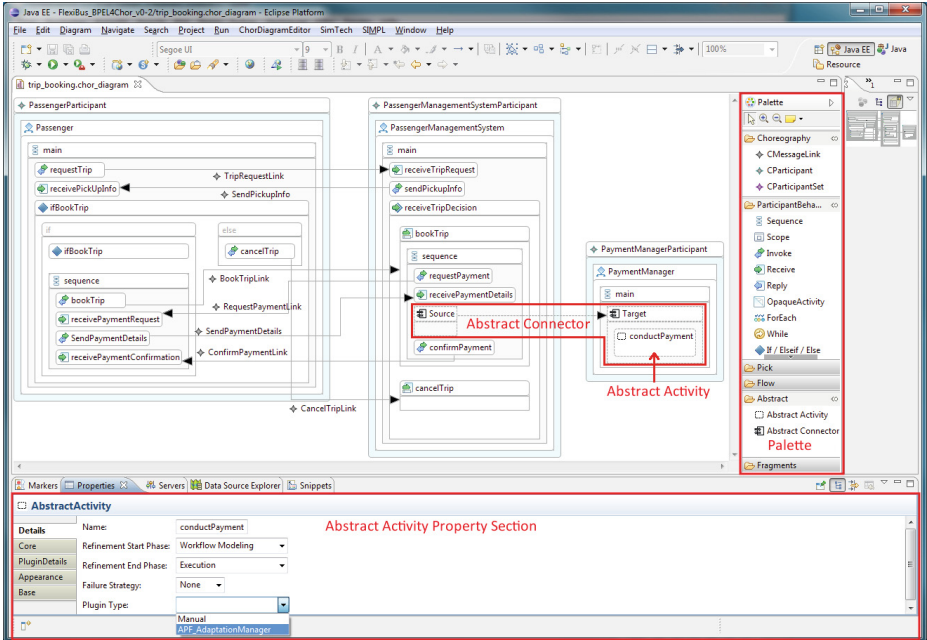 Java EE - FlexiBus_BPEL4Chor_v0-2/trip_booking.chor_diagram - Eclipse Platform
File Edit Diagram Navigate Search Project Run ChorDiagramEditor SimTech SIMPL Window Help
Segoe UI 9 B I A 100% Java EE Java
Resource
trip_booking.chor_diagram
PassengerParticipant
Passenger
main
requestTrip
receivePickUpInfo
ifBookTrip
if
ifBookTrip
else
cancelTrip
sequence
bookTrip
receivePaymentRequest
SendPaymentDetails
receivePaymentConfirmation
TripRequestLink
SendPickupInfo
BookTripLink
RequestPaymentLink
SendPaymentDetails
ConfirmPaymentLink
CancelTripLink
PassengerManagementSystemParticipant
PassengerManagementSystem
main
receiveTripRequest
sendPickupInfo
receiveTripDecision
bookTrip
sequence
requestPayment
receivePaymentDetails
Source
confirmPayment
cancelTrip
Abstract Connector
PaymentManagerParticipant
PaymentManager
main
Target
conductPayment
Abstract Activity
Palette
Choreography
CMessageLink
CParticipant
CParticipantSet
ParticipantBeha...
Sequence
Scope
Invoke
Receive
Reply
OpaqueActivity
ForEach
While
If / Elseif / Else
Pick
Flow
Abstract
Abstract Activity
Abstract Connector
Palette
Fragments
1
Markers Properties Servers Data Source Explorer Snippets
AbstractActivity
Abstract Activity Property Section
Details
Core
PluginDetails
Appearance
Base
Name: conductPayment
Refinement Start Phase: Workflow Modeling
Refinement End Phase: Execution
Failure Strategy: None
Plugin Type:
Manual
APF_AdaptationManager